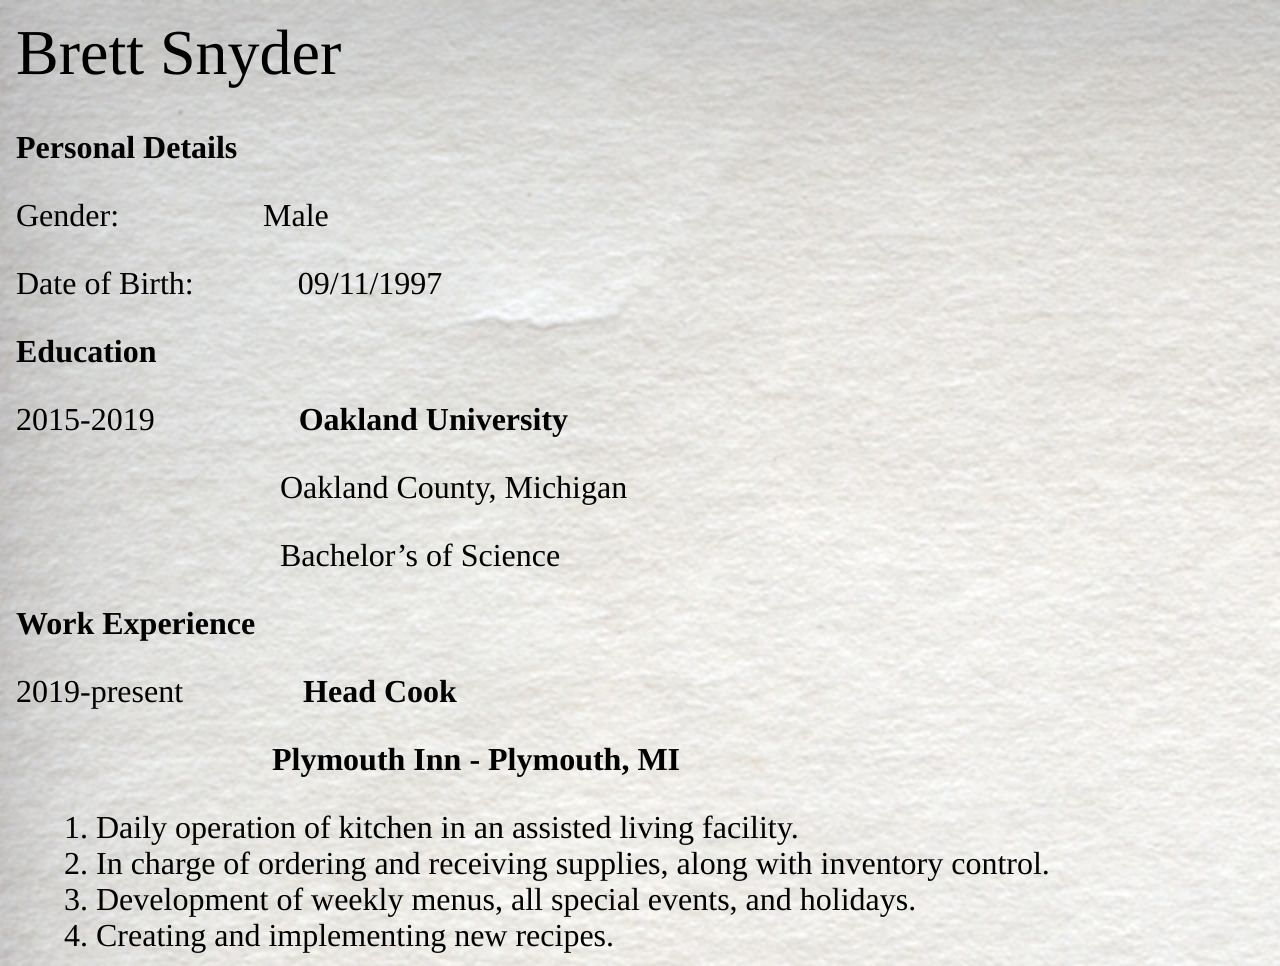 Brett Snyder
Personal Details
Gender: Male
Date of Birth: 09/11/1997
Education
2015-2019 Oakland University
Oakland County, Michigan
Bachelor’s of Science
Work Experience
2019-present Head Cook
Plymouth Inn - Plymouth, MI
1. Daily operation of kitchen in an assisted living facility.
2. In charge of ordering and receiving supplies, along with inventory control.
3. Development of weekly menus, all special events, and holidays.
4. Creating and implementing new recipes.